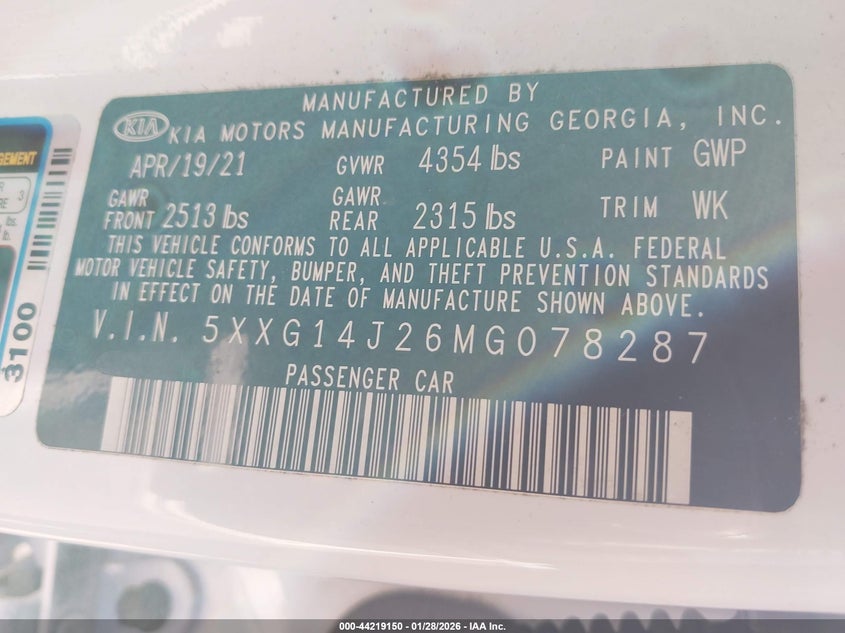 MANUFACTURED BY
KIA KIA MOTORS MANUFACTURING GEORGIA, INC.
APR/19/21 GVWR 4354 lbs PAINT GWP
GAWR FRONT 2513 lbs GAWR REAR 2315 lbs TRIM WK
THIS VEHICLE CONFORMS TO ALL APPLICABLE U.S.A. FEDERAL
MOTOR VEHICLE SAFETY, BUMPER, AND THEFT PREVENTION STANDARDS
IN EFFECT ON THE DATE OF MANUFACTURE SHOWN ABOVE.
V.I.N. 5XXG14J26MG078287
PASSENGER CAR
3100
000-44219150 - 01/28/2026 - IAA Inc.